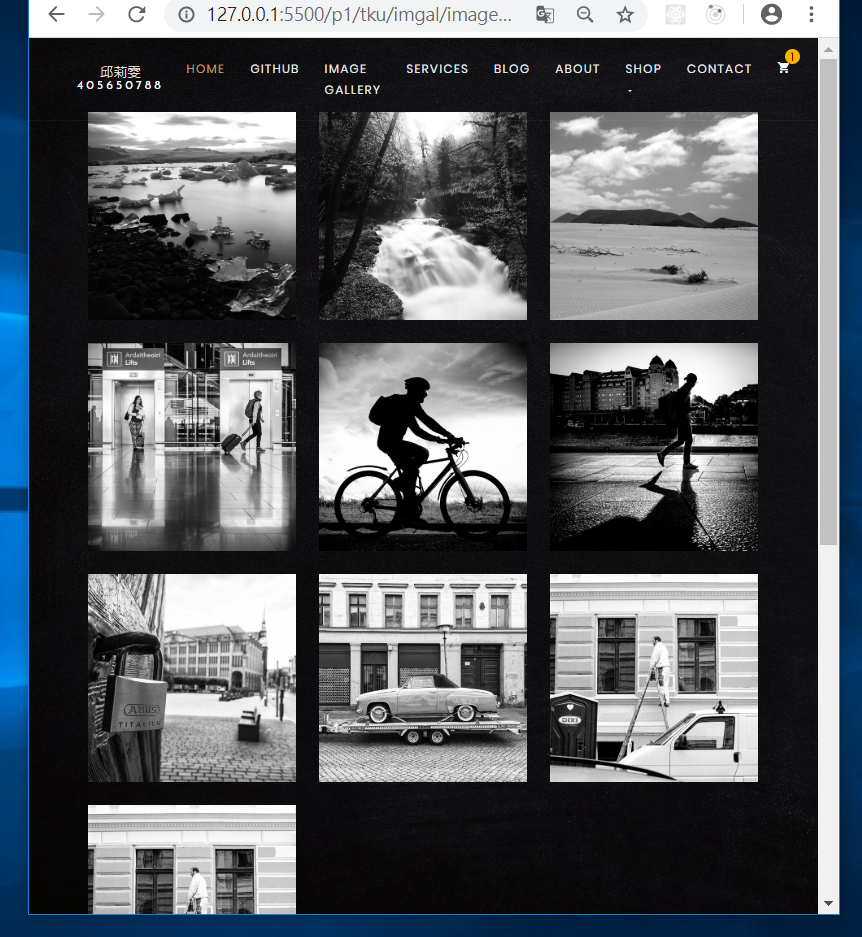 127.0.0.1:5500/p1/tku/imgal/image...
邱莉雯
405650788
HOME
GITHUB
IMAGE
GALLERY
SERVICES
BLOG
ABOUT
SHOP
CONTACT
1
Ardaitheoirí
Lifts
Ardaitheoirí
Lifts
ABUS
TITALIUM
DIXI